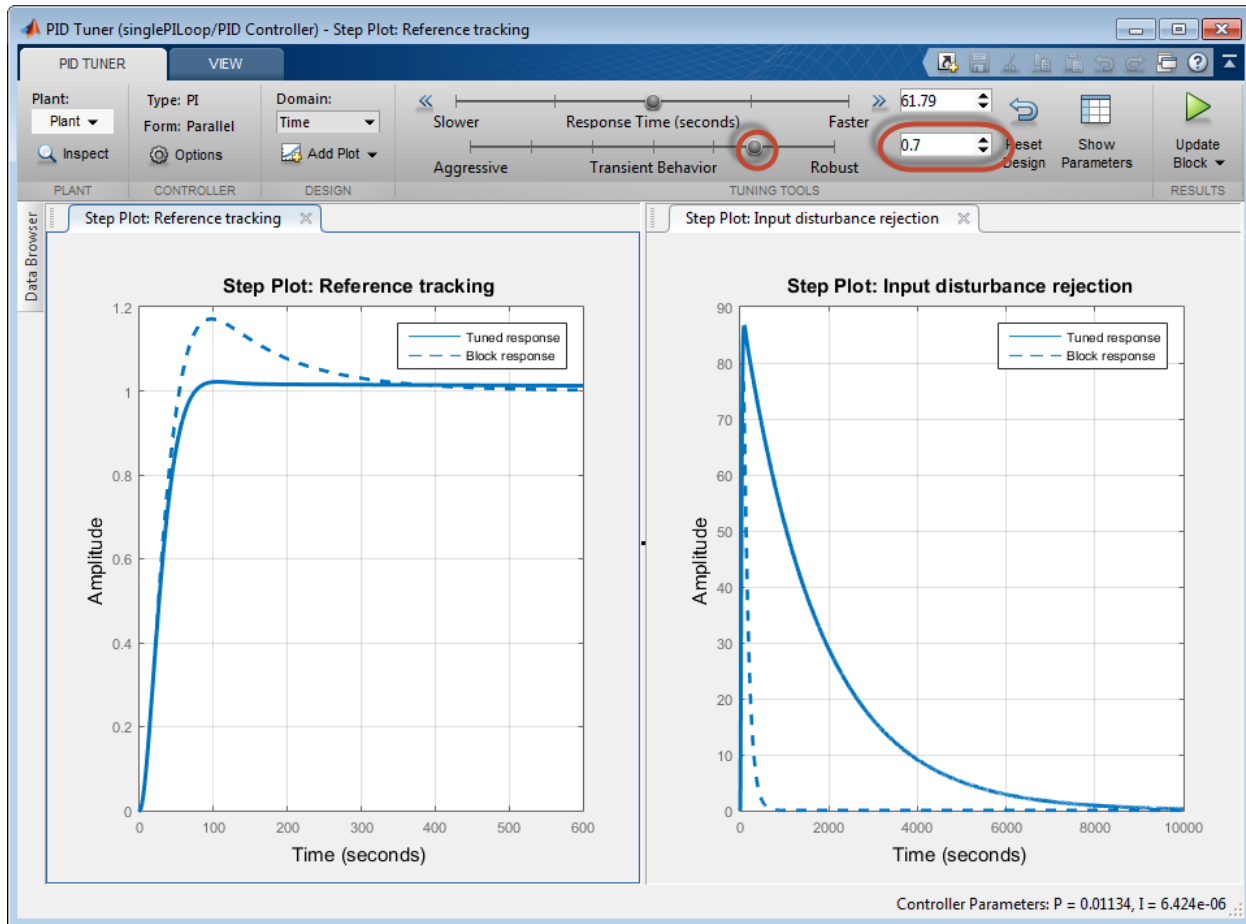 PID Tuner (singlePILoop/PID Controller) - Step Plot: Reference tracking
PID TUNER
VIEW
Plant:
Plant
Inspect
PLANT
Type: PI
Form: Parallel
Options
CONTROLLER
Domain:
Time
Add Plot
DESIGN
Slower
Response Time (seconds)
Faster
61.79
Aggressive
Transient Behavior
Robust
0.7
TUNING TOOLS
Reset
Design
Show
Parameters
Update
Block
RESULTS
Data Browser
Step Plot: Reference tracking
Step Plot: Reference tracking
Tuned response
Block response
Amplitude
1.2
1
0.8
0.6
0.4
0.2
0
0 100 200 300 400 500 600
Time (seconds)
Step Plot: Input disturbance rejection
Step Plot: Input disturbance rejection
Tuned response
Block response
Amplitude
90
80
70
60
50
40
30
20
10
0
0 2000 4000 6000 8000 10000
Time (seconds)
Controller Parameters: P = 0.01134, I = 6.424e-06